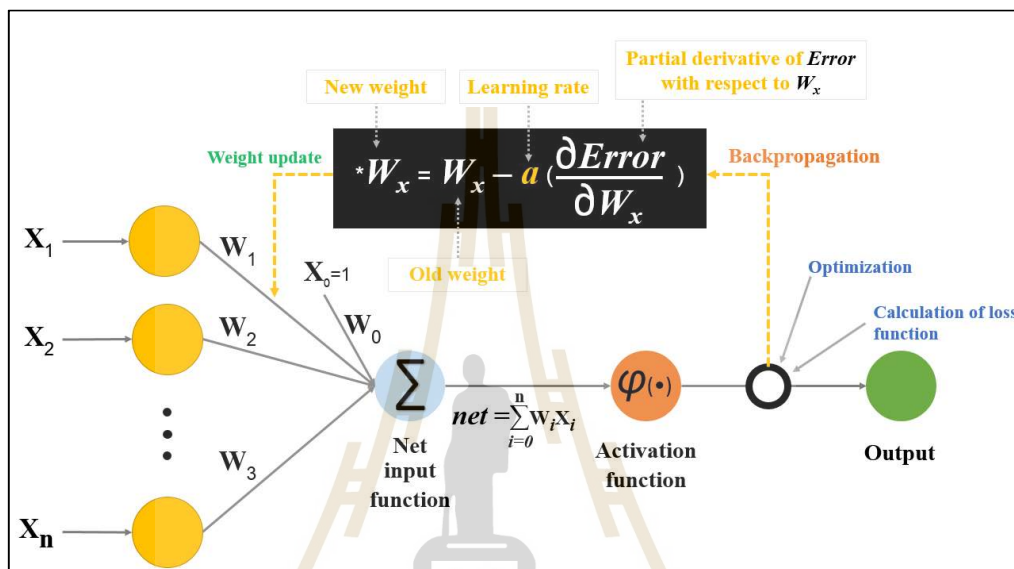 Partial derivative of Error
with respect to Wₓ
New weight
Learning rate
Weight update
*Wₓ = Wₓ − a (∂Error/∂Wₓ)
Backpropagation
Old weight
X₁
W₁
X₀=1
Optimization
X₂
W₂
W₀
Calculation of loss
function
∑
φ(•)
net = ∑ WᵢXᵢ
n
i=0
W₃
Net
input
function
Activation
function
Output
Xn